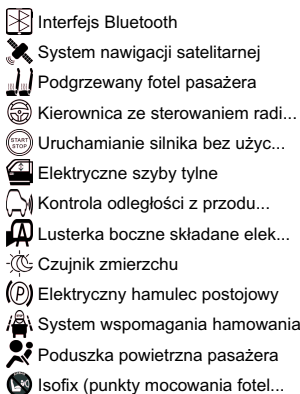 Interfejs Bluetooth
System nawigacji satelitarnej
Podgrzewany fotel pasażera
Kierownica ze sterowaniem radi...
START STOP Uruchamianie silnika bez użyc...
Elektryczne szyby tylne
Kontrola odległości z przodu...
Lusterka boczne składane elek...
Czujnik zmierzchu
(P) Elektryczny hamulec postojowy
System wspomagania hamowania
Poduszka powietrzna pasażera
Isofix (punkty mocowania fotel...